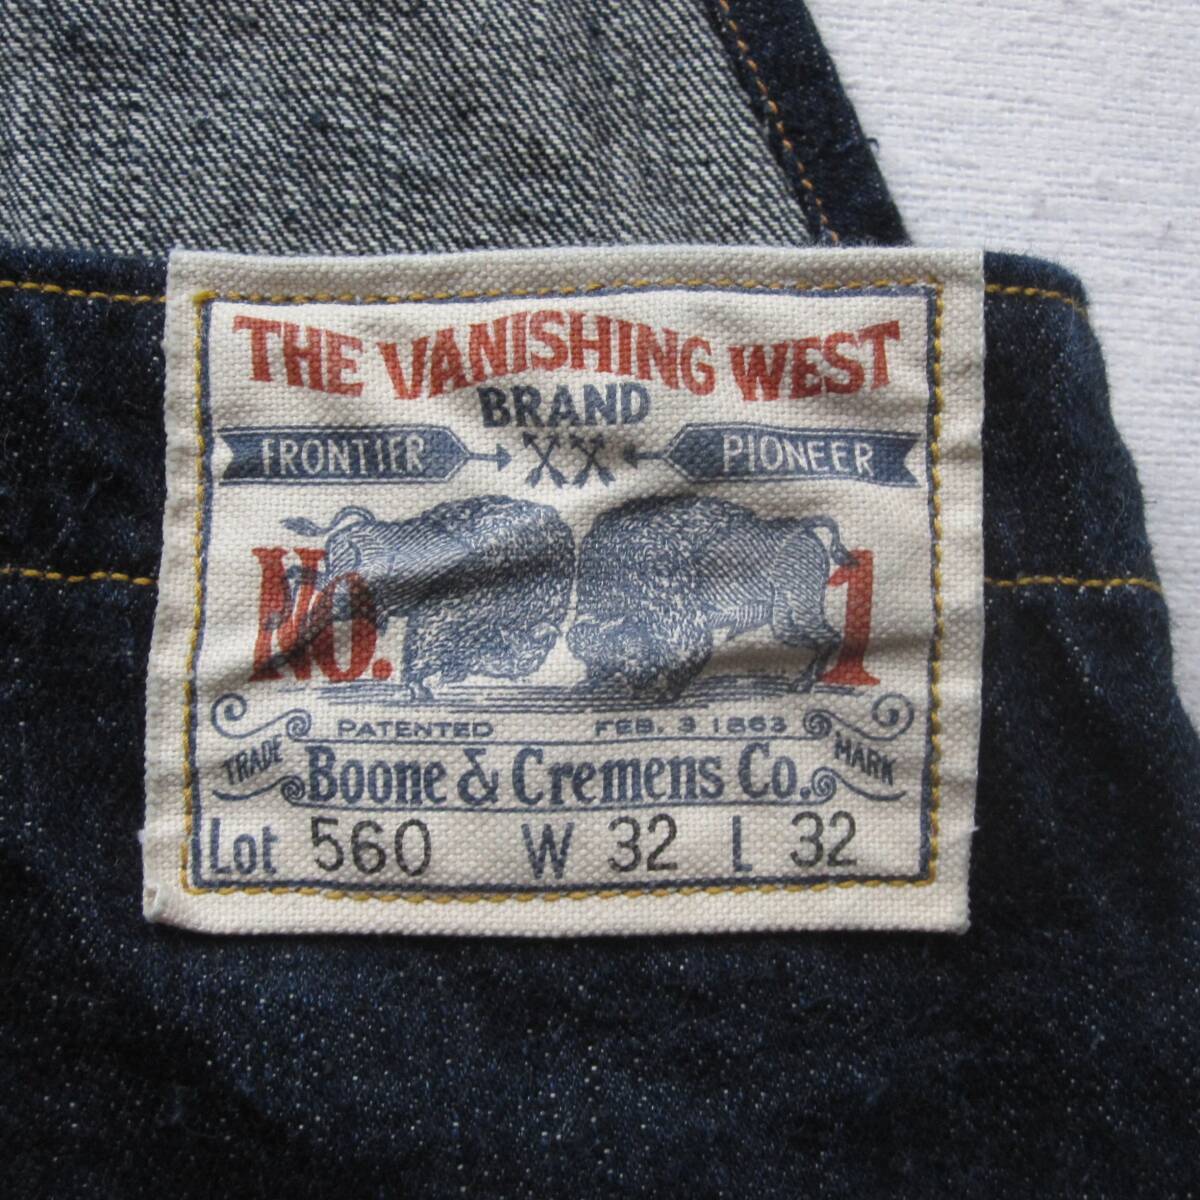 THE VANISHING WEST
BRAND
FRONTIER XX PIONEER
No. 1
PATENTED FEB. 3 1863
TRADE Boone & Cremens Co. MARK
Lot 560 W 32 L 32